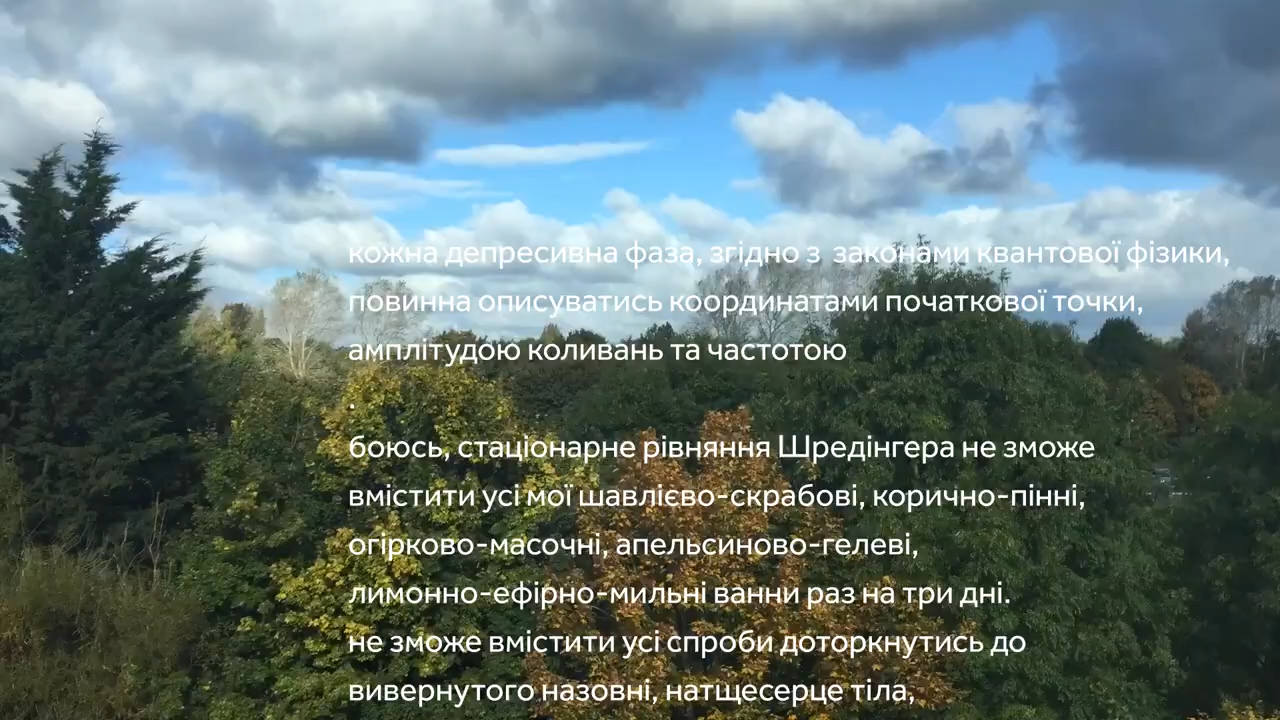 кожна депресивна фаза, згідно з законами квантової фізики,
повинна описуватись координатами початкової точки,
амплітудою коливань та частотою
.
боюсь, стаціонарне рівняння Шредінгера не зможе
вмістити усі мої шавлієво-скрабові, корично-пінні,
огірково-масочні, апельсиново-гелеві,
лимонно-ефірно-мильні ванни раз на три дні.
не зможе вмістити усі спроби доторкнутись до
вивернутого назовні, натщесерце тіла,